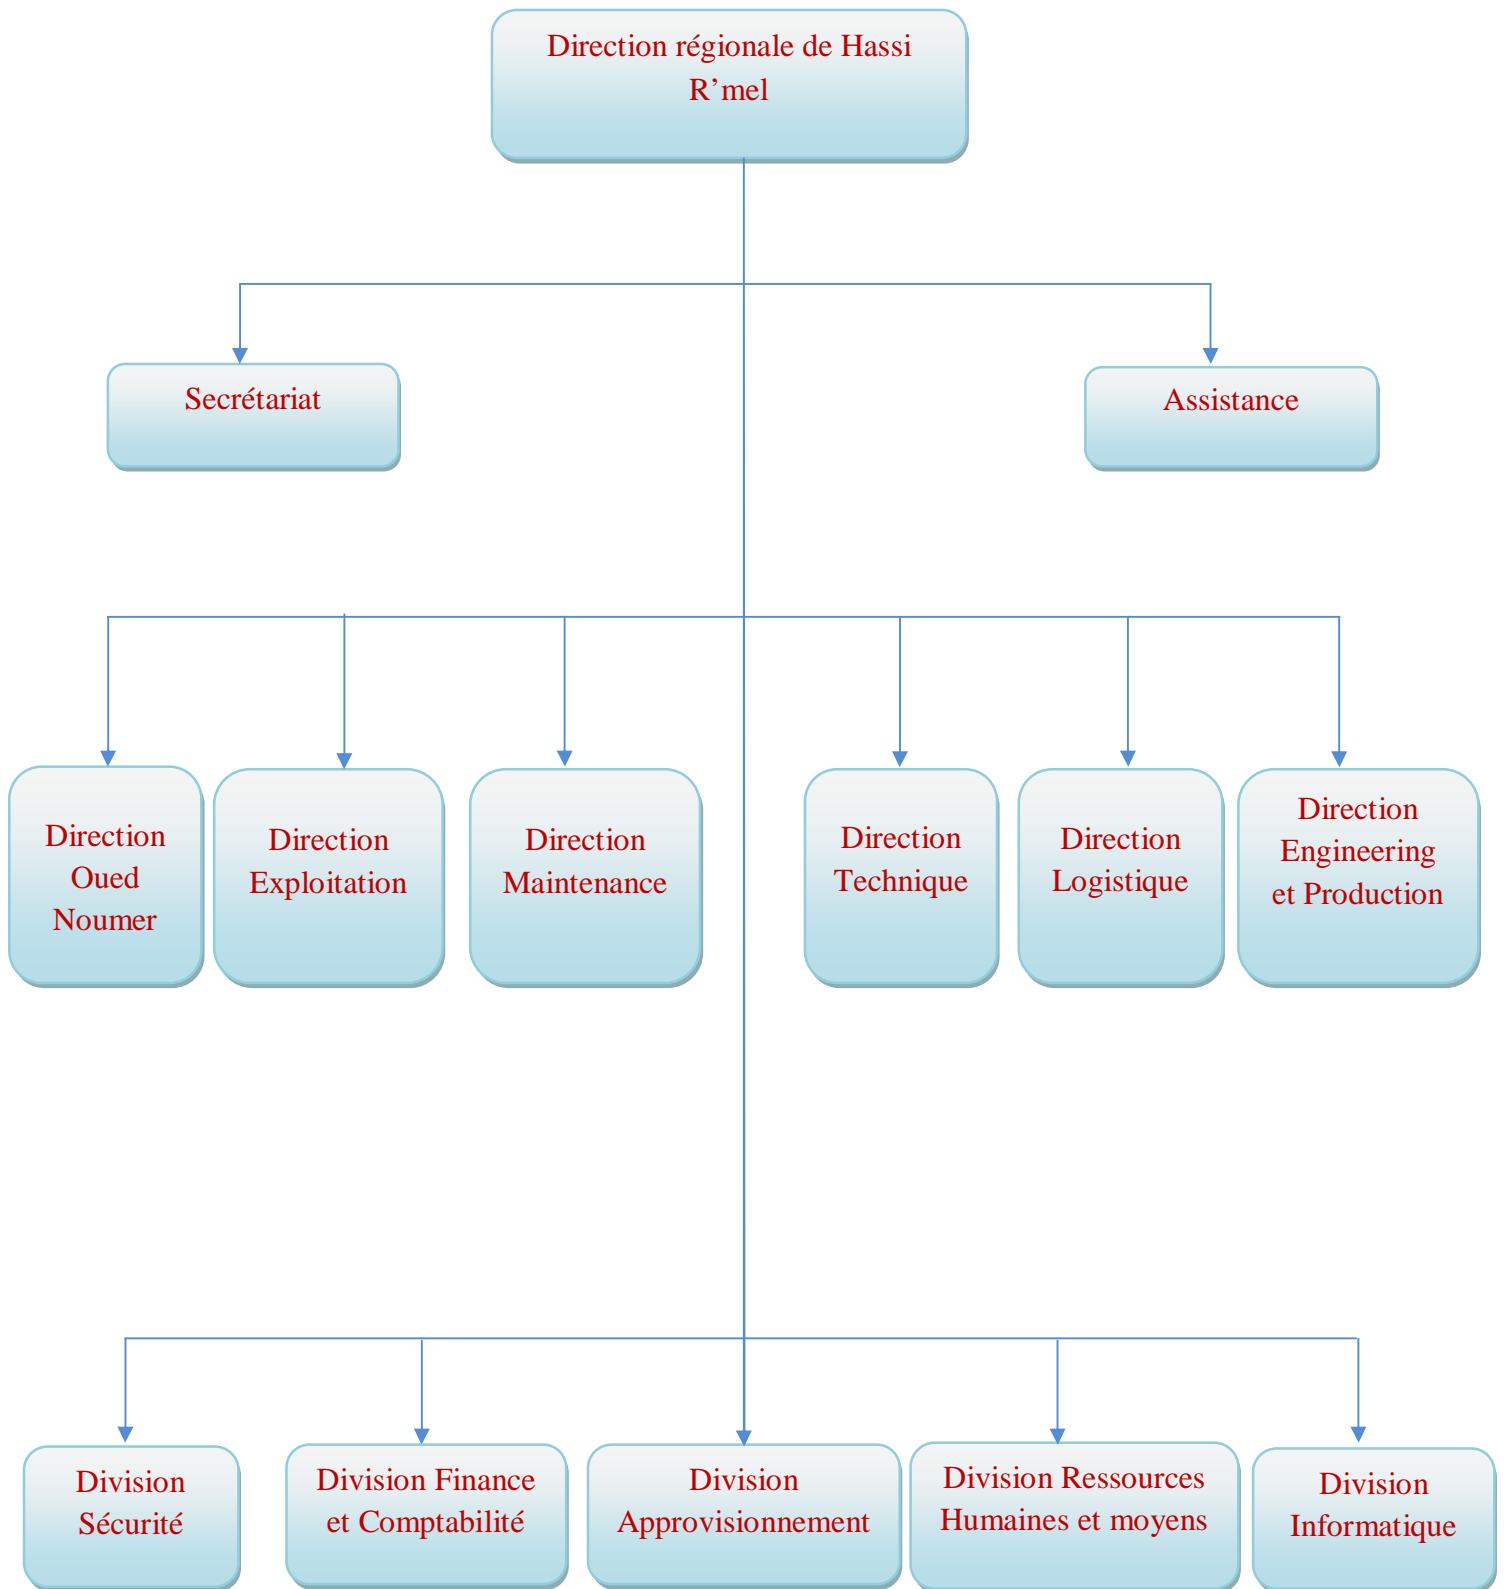 Direction régionale de Hassi
R’mel
Secrétariat
Assistance
Direction
Oued
Noumer
Direction
Exploitation
Direction
Maintenance
Direction
Technique
Direction
Logistique
Direction
Engineering
et Production
Division
Sécurité
Division Finance
et Comptabilité
Division
Approvisionnement
Division Ressources
Humaines et moyens
Division
Informatique